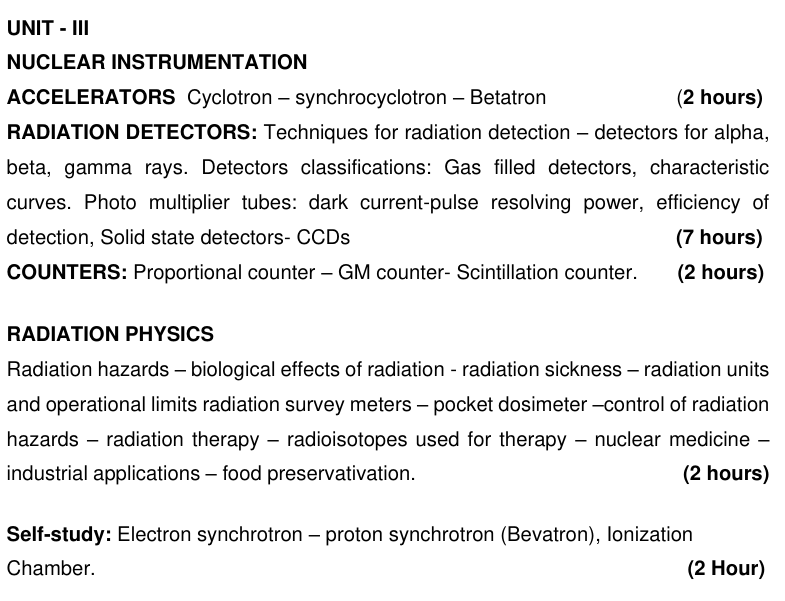 UNIT - III
NUCLEAR INSTRUMENTATION
ACCELERATORS Cyclotron – synchrocyclotron – Betatron (2 hours)
RADIATION DETECTORS: Techniques for radiation detection – detectors for alpha,
beta, gamma rays. Detectors classifications: Gas filled detectors, characteristic
curves. Photo multiplier tubes: dark current-pulse resolving power, efficiency of
detection, Solid state detectors- CCDs (7 hours)
COUNTERS: Proportional counter – GM counter- Scintillation counter. (2 hours)
RADIATION PHYSICS
Radiation hazards – biological effects of radiation - radiation sickness – radiation units
and operational limits radiation survey meters – pocket dosimeter –control of radiation
hazards – radiation therapy – radioisotopes used for therapy – nuclear medicine –
industrial applications – food preservativation. (2 hours)
Self-study: Electron synchrotron – proton synchrotron (Bevatron), Ionization
Chamber. (2 Hour)